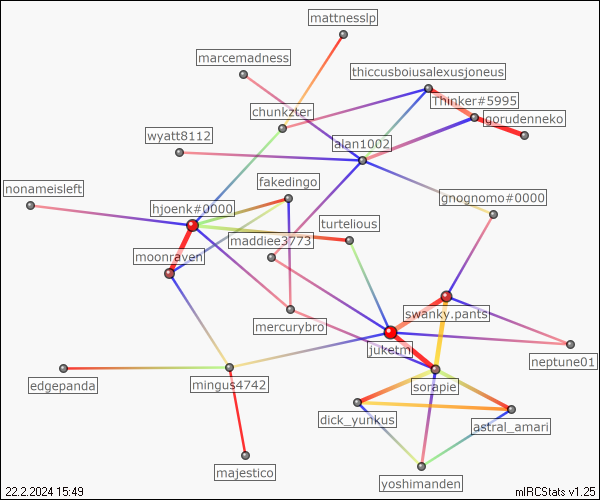 mattnesslp
marcemadness
thiccusboiusalexusjoneus
Thinker#5995
chunkzter
gorudenneko
wyatt8112
alan1002
nonameisleft
fakedingo
gnognomo#0000
hjoenk#0000
turtelious
maddiee3773
moonraven
swanky.pants
mercurybro
juketm
neptune01
edgepanda
mingus4742
sorapie
dick_yunkus
astral_amari
majestico
yoshimanden
22.2.2024 15:49
mIRCStats v1.25